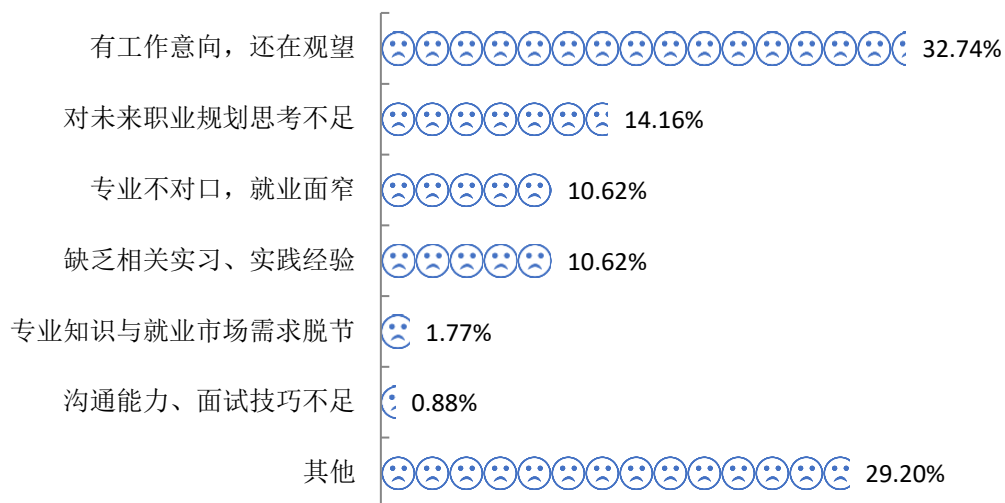 有工作意向，还在观望 32.74%
对未来职业规划思考不足 14.16%
专业不对口，就业面窄 10.62%
缺乏相关实习、实践经验 10.62%
专业知识与就业市场需求脱节 1.77%
沟通能力、面试技巧不足 0.88%
其他 29.20%